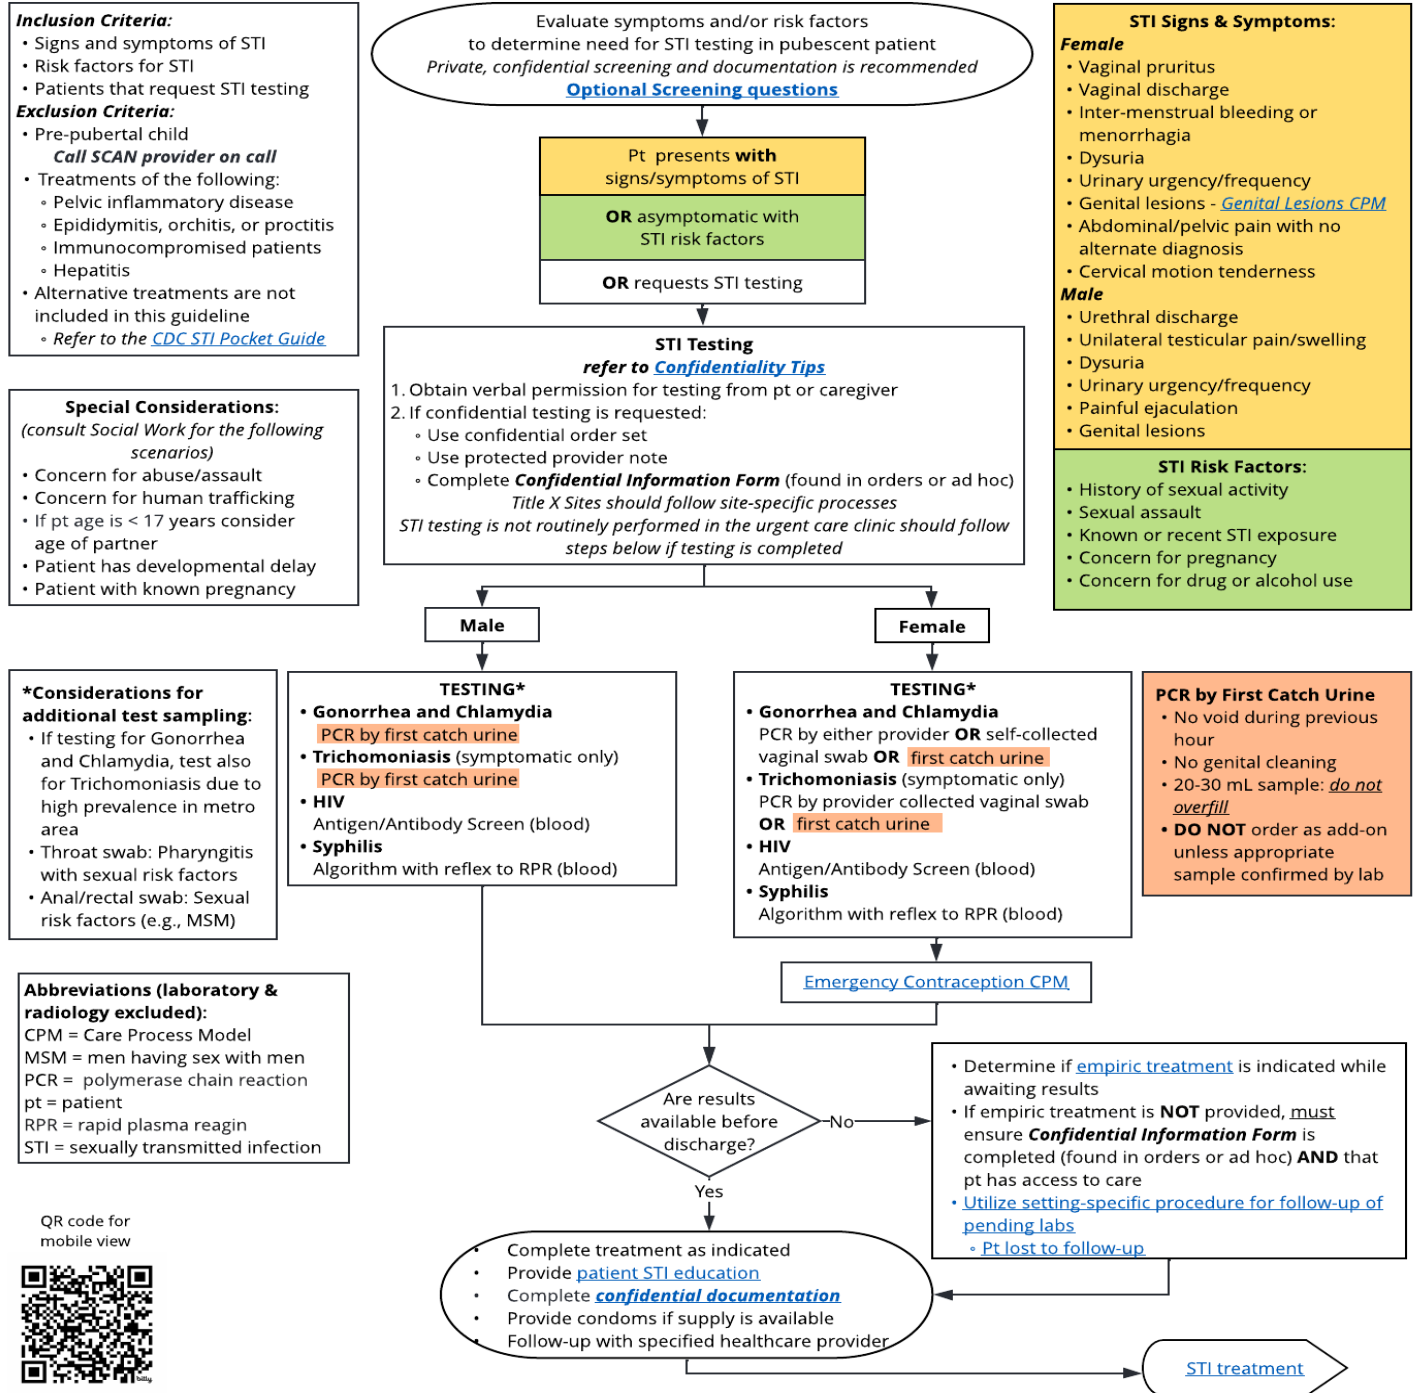 Inclusion Criteria:
• Signs and symptoms of STI
• Risk factors for STI
• Patients that request STI testing
Exclusion Criteria:
• Pre-pubertal child
Call SCAN provider on call
• Treatments of the following:
◦ Pelvic inflammatory disease
◦ Epididymitis, orchitis, or proctitis
◦ Immunocompromised patients
◦ Hepatitis
• Alternative treatments are not
included in this guideline
◦ Refer to the CDC STI Pocket Guide
Evaluate symptoms and/or risk factors
to determine need for STI testing in pubescent patient
Private, confidential screening and documentation is recommended
Optional Screening questions
Pt presents with
signs/symptoms of STI
OR asymptomatic with
STI risk factors
OR requests STI testing
STI Signs & Symptoms:
Female
• Vaginal pruritus
• Vaginal discharge
• Inter-menstrual bleeding or
menorrhagia
• Dysuria
• Urinary urgency/frequency
• Genital lesions - Genital Lesions CPM
• Abdominal/pelvic pain with no
alternate diagnosis
• Cervical motion tenderness
Male
• Urethral discharge
• Unilateral testicular pain/swelling
• Dysuria
• Urinary urgency/frequency
• Painful ejaculation
• Genital lesions
STI Risk Factors:
• History of sexual activity
• Sexual assault
• Known or recent STI exposure
• Concern for pregnancy
• Concern for drug or alcohol use
Special Considerations:
(consult Social Work for the following
scenarios)
• Concern for abuse/assault
• Concern for human trafficking
• If pt age is < 17 years consider
age of partner
• Patient has developmental delay
• Patient with known pregnancy
STI Testing
refer to Confidentiality Tips
1. Obtain verbal permission for testing from pt or caregiver
2. If confidential testing is requested:
◦ Use confidential order set
◦ Use protected provider note
◦ Complete Confidential Information Form (found in orders or ad hoc)
Title X Sites should follow site-specific processes
STI testing is not routinely performed in the urgent care clinic should follow
steps below if testing is completed
Male
Female
*Considerations for
additional test sampling:
• If testing for Gonorrhea
and Chlamydia, test also
for Trichomoniasis due to
high prevalence in metro
area
• Throat swab: Pharyngitis
with sexual risk factors
• Anal/rectal swab: Sexual
risk factors (e.g., MSM)
TESTING*
• Gonorrhea and Chlamydia
PCR by first catch urine
• Trichomoniasis (symptomatic only)
PCR by first catch urine
• HIV
Antigen/Antibody Screen (blood)
• Syphilis
Algorithm with reflex to RPR (blood)
TESTING*
• Gonorrhea and Chlamydia
PCR by either provider OR self-collected
vaginal swab OR first catch urine
• Trichomoniasis (symptomatic only)
PCR by provider collected vaginal swab
OR first catch urine
• HIV
Antigen/Antibody Screen (blood)
• Syphilis
Algorithm with reflex to RPR (blood)
PCR by First Catch Urine
• No void during previous
hour
• No genital cleaning
• 20-30 mL sample: do not
overfill
• DO NOT order as add-on
unless appropriate
sample confirmed by lab
Emergency Contraception CPM
Abbreviations (laboratory &
radiology excluded):
CPM = Care Process Model
MSM = men having sex with men
PCR = polymerase chain reaction
pt = patient
RPR = rapid plasma reagin
STI = sexually transmitted infection
Are results
available before
discharge?
No
Yes
• Determine if empiric treatment is indicated while
awaiting results
• If empiric treatment is NOT provided, must
ensure Confidential Information Form is
completed (found in orders or ad hoc) AND that
pt has access to care
• Utilize setting-specific procedure for follow-up of
pending labs
◦ Pt lost to follow-up
QR code for
mobile view
bitly
• Complete treatment as indicated
• Provide patient STI education
• Complete confidential documentation
• Provide condoms if supply is available
• Follow-up with specified healthcare provider
STI treatment